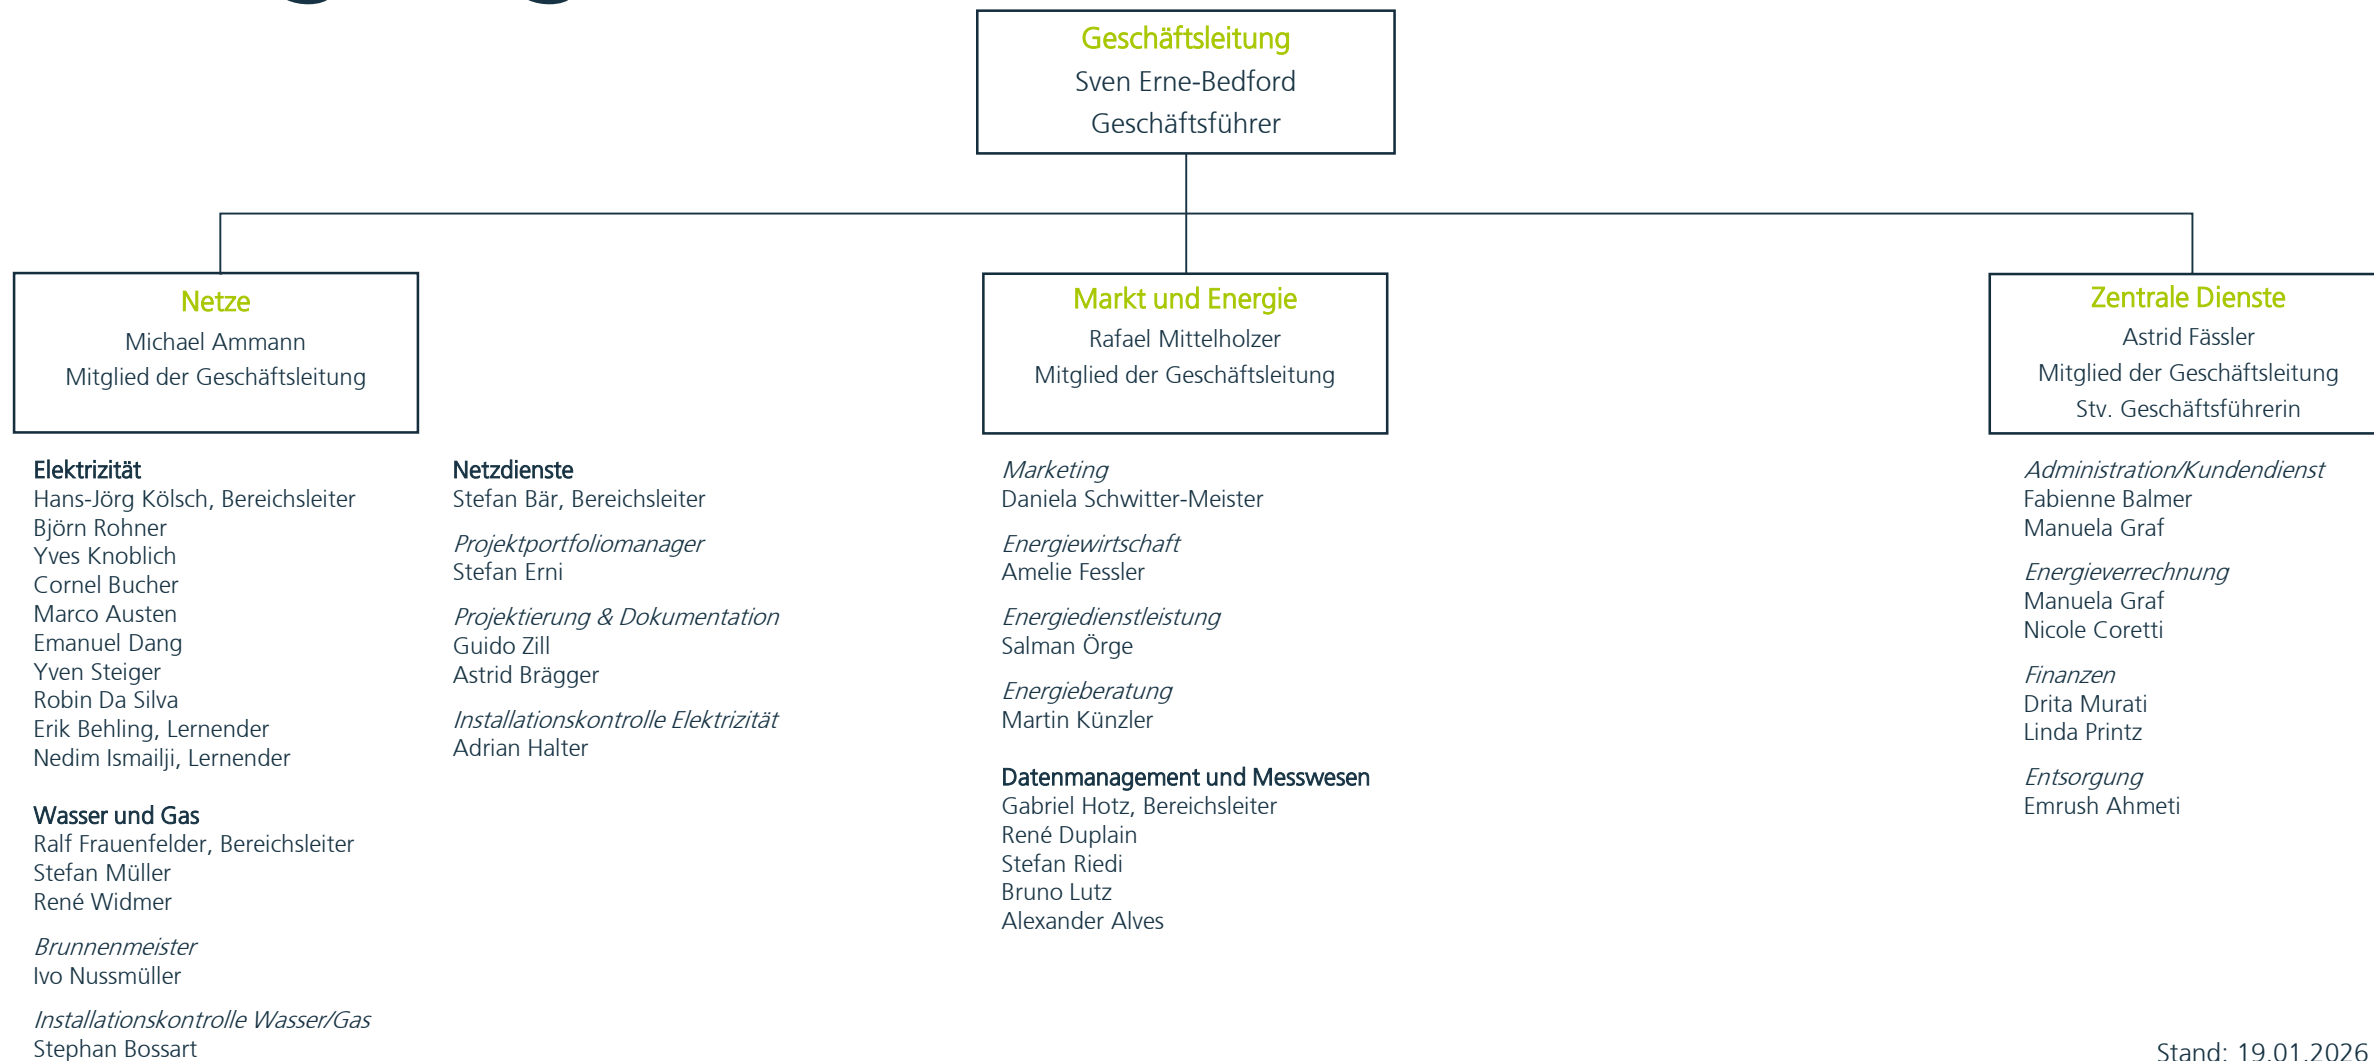 Geschäftsleitung
Sven Erne-Bedford
Geschäftsführer
Netze
Michael Ammann
Mitglied der Geschäftsleitung
Markt und Energie
Rafael Mittelholzer
Mitglied der Geschäftsleitung
Zentrale Dienste
Astrid Fässler
Mitglied der Geschäftsleitung
Stv. Geschäftsführerin
Elektrizität
Hans-Jörg Kölsch, Bereichsleiter
Björn Rohner
Yves Knoblich
Cornel Bucher
Marco Austen
Emanuel Dang
Yven Steiger
Robin Da Silva
Erik Behling, Lernender
Nedim Ismailji, Lernender
Wasser und Gas
Ralf Frauenfelder, Bereichsleiter
Stefan Müller
René Widmer
Brunnenmeister
Ivo Nussmüller
Installationskontrolle Wasser/Gas
Stephan Bossart
Netzdienste
Stefan Bär, Bereichsleiter
Projektportfoliomanager
Stefan Erni
Projektierung & Dokumentation
Guido Zill
Astrid Brägger
Installationskontrolle Elektrizität
Adrian Halter
Marketing
Daniela Schwitter-Meister
Energiewirtschaft
Amelie Fessler
Energiedienstleistung
Salman Örge
Energieberatung
Martin Künzler
Datenmanagement und Messwesen
Gabriel Hotz, Bereichsleiter
René Duplain
Stefan Riedi
Bruno Lutz
Alexander Alves
Administration/Kundendienst
Fabienne Balmer
Manuela Graf
Energieverrechnung
Manuela Graf
Nicole Coretti
Finanzen
Drita Murati
Linda Printz
Entsorgung
Emrush Ahmeti
Stand: 19.01.2026